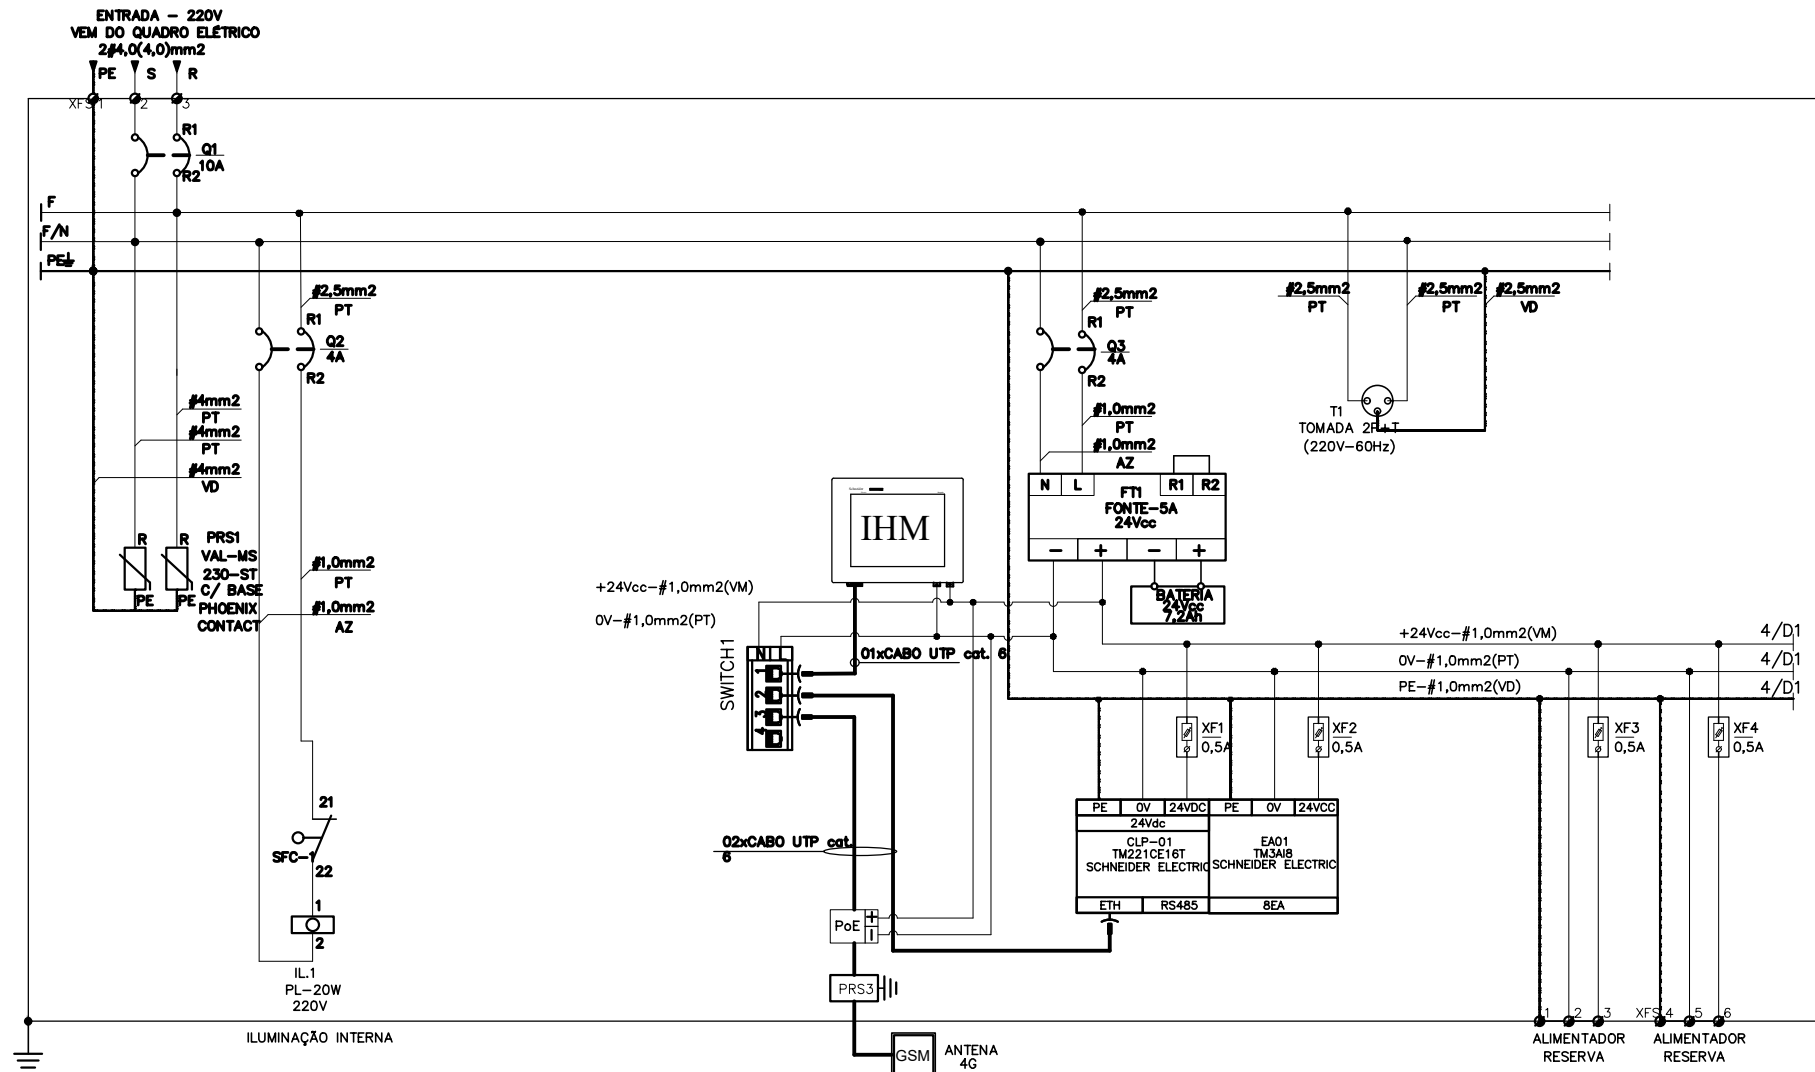 ENTRADA - 220V
VEM DO QUADRO ELÉTRICO
2#4,0(4,0)mm2
PE S R
1 2 3
R1
Q1
10A
R2
F
F/N
PE
#2,5mm2
PT
R1
Q2
4A
R2
#4mm2
PT
#4mm2
PT
#4mm2
VD
R R
PRS1
VAL-MS
230-ST
C/ BASE
PHOENIX
CONTACT
PE PE
#1,0mm2
PT
#1,0mm2
AZ
21
SFC-1
22
1
2
IL.1
PL-20W
220V
ILUMINAÇÃO INTERNA
#2,5mm2
PT
R1
Q3
4A
R2
#1,0mm2
PT
#1,0mm2
AZ
N L R1 R2
FT1
FONTE-5A
24Vcc
- + - +
BATERIA
24Vcc
7,2Ah
#2,5mm2
PT
#2,5mm2
PT
#2,5mm2
VD
T1
TOMADA 2P+T
(220V-60Hz)
IHM
+24Vcc-#1,0mm2(VM)
0V-#1,0mm2(PT)
SWITCH1
N L
1
2
3
4
01xCABO UTP cat. 6
02xCABO UTP cat.
6
PoE + -
PRS3
GSM
ANTENA
4G
+24Vcc-#1,0mm2(VM) 4/D1
0V-#1,0mm2(PT) 4/D1
PE-#1,0mm2(VD) 4/D1
XF1
0,5A
XF2
0,5A
XF3
0,5A
XF4
0,5A
PE 0V 24VDC PE 0V 24VCC
24Vdc
CLP-01
TM221CE16T
SCHNEIDER ELECTRIC
EA01
TM3AI8
SCHNEIDER ELECTRIC
ETH RS485 8EA
1 2 3 4 5 6
ALIMENTADOR
RESERVA
ALIMENTADOR
RESERVA